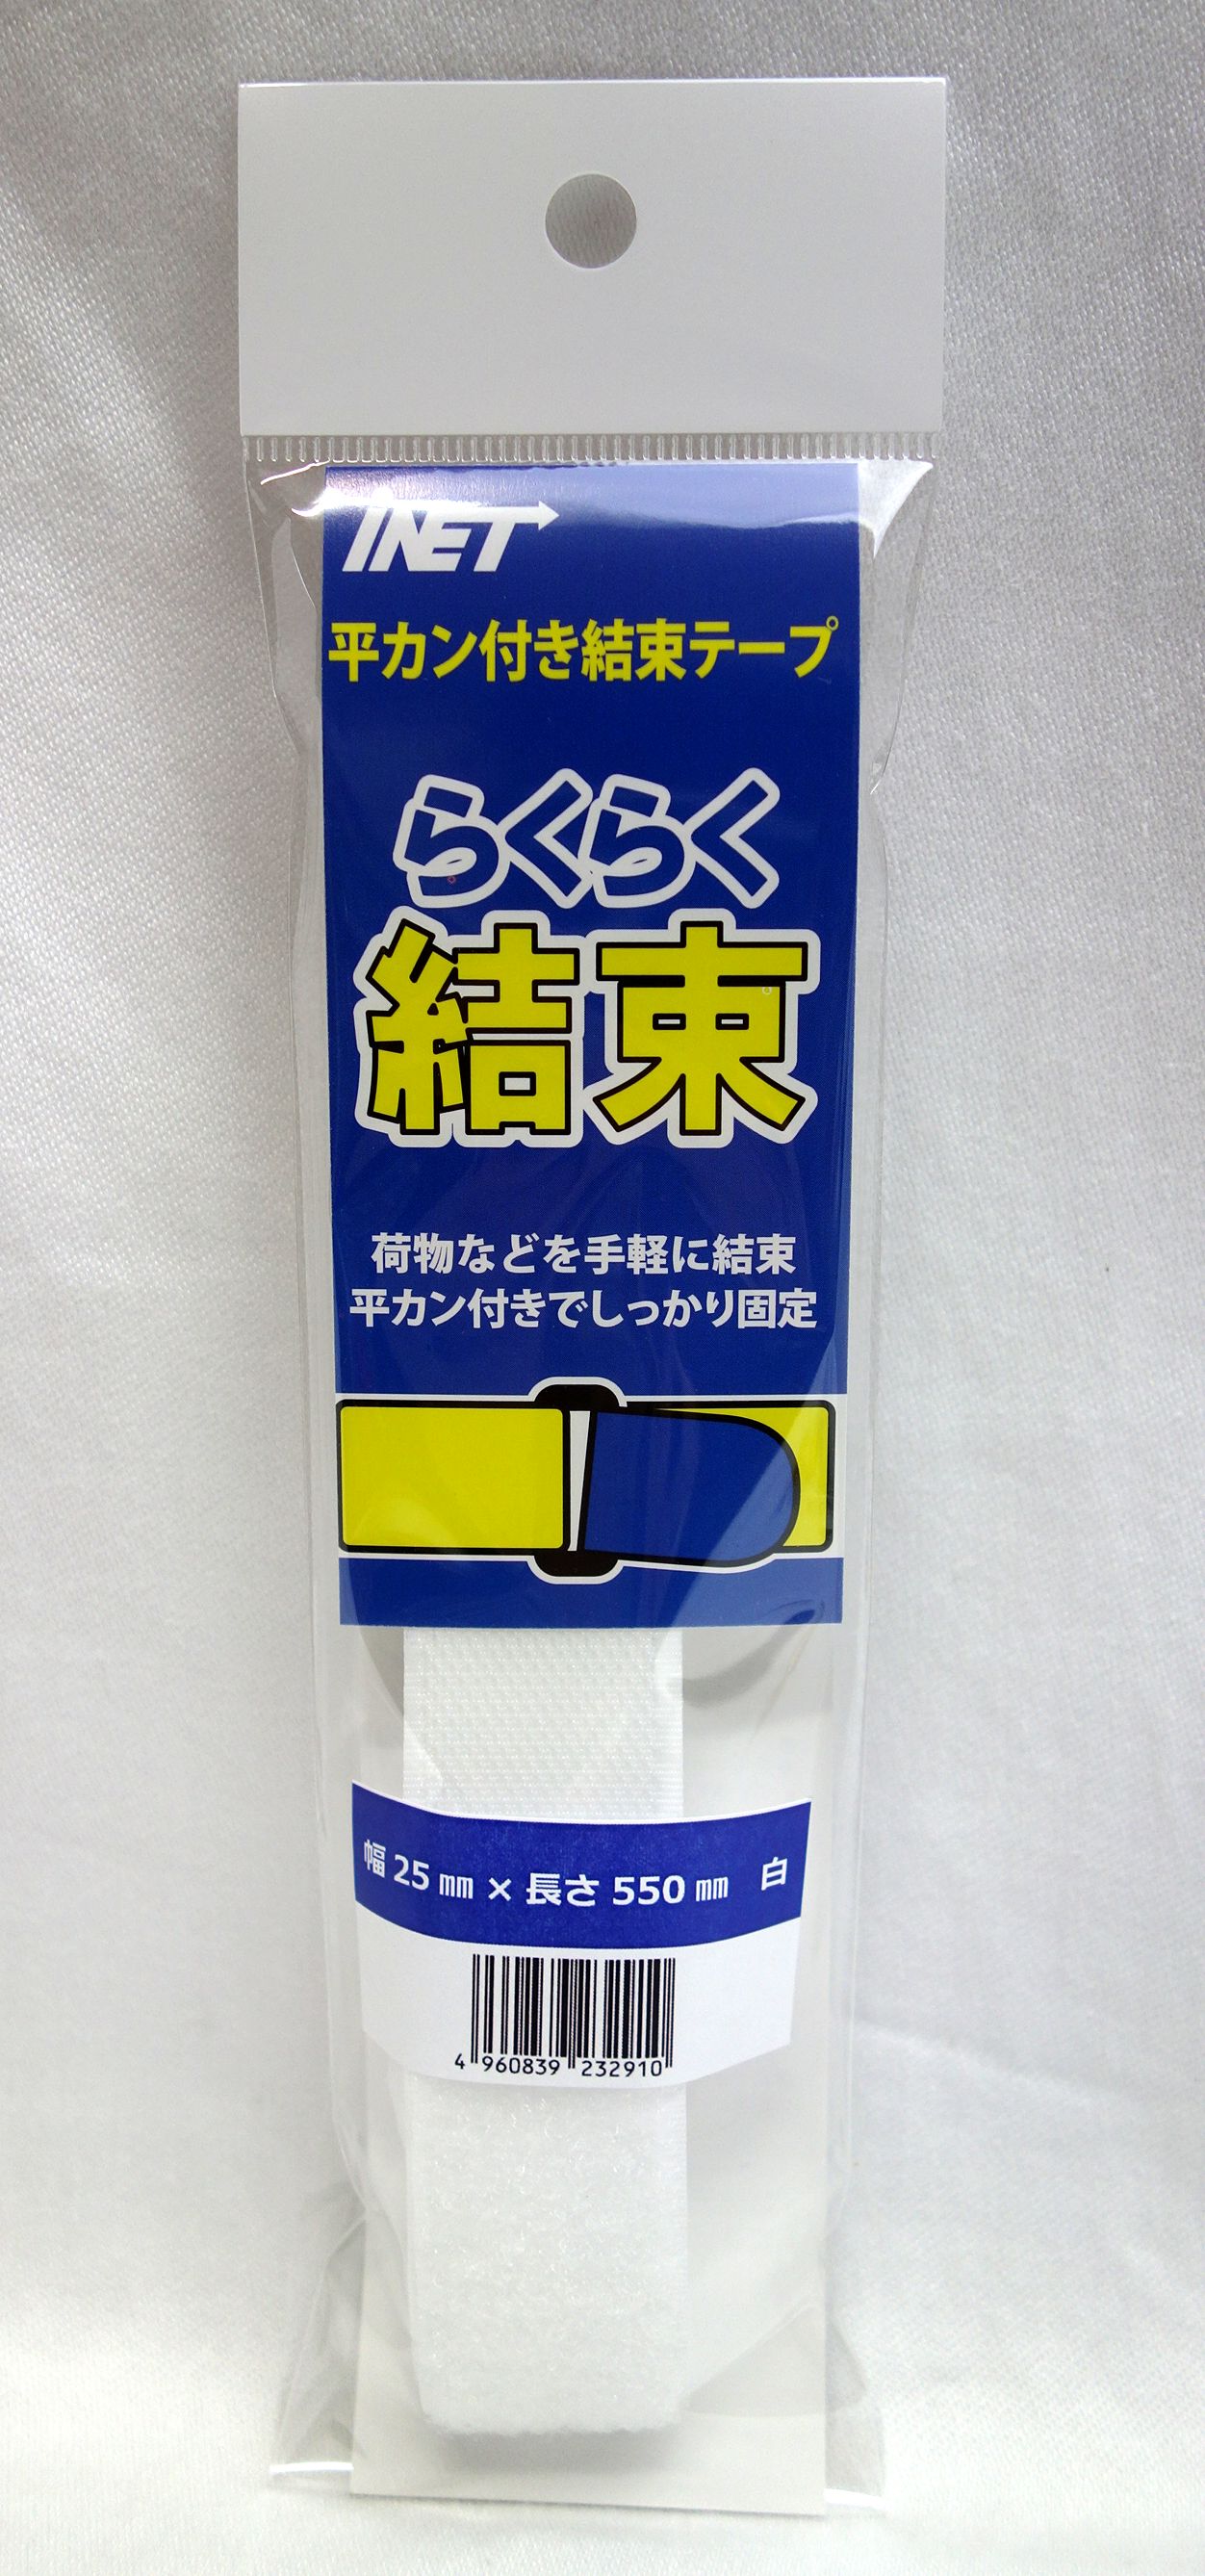 INET
平カン付き結束テープ
らくらく
結束
荷物などを手軽に結束
平カン付きでしっかり固定
幅 25 ㎜ × 長さ 550 ㎜ 白
4 960839 232910